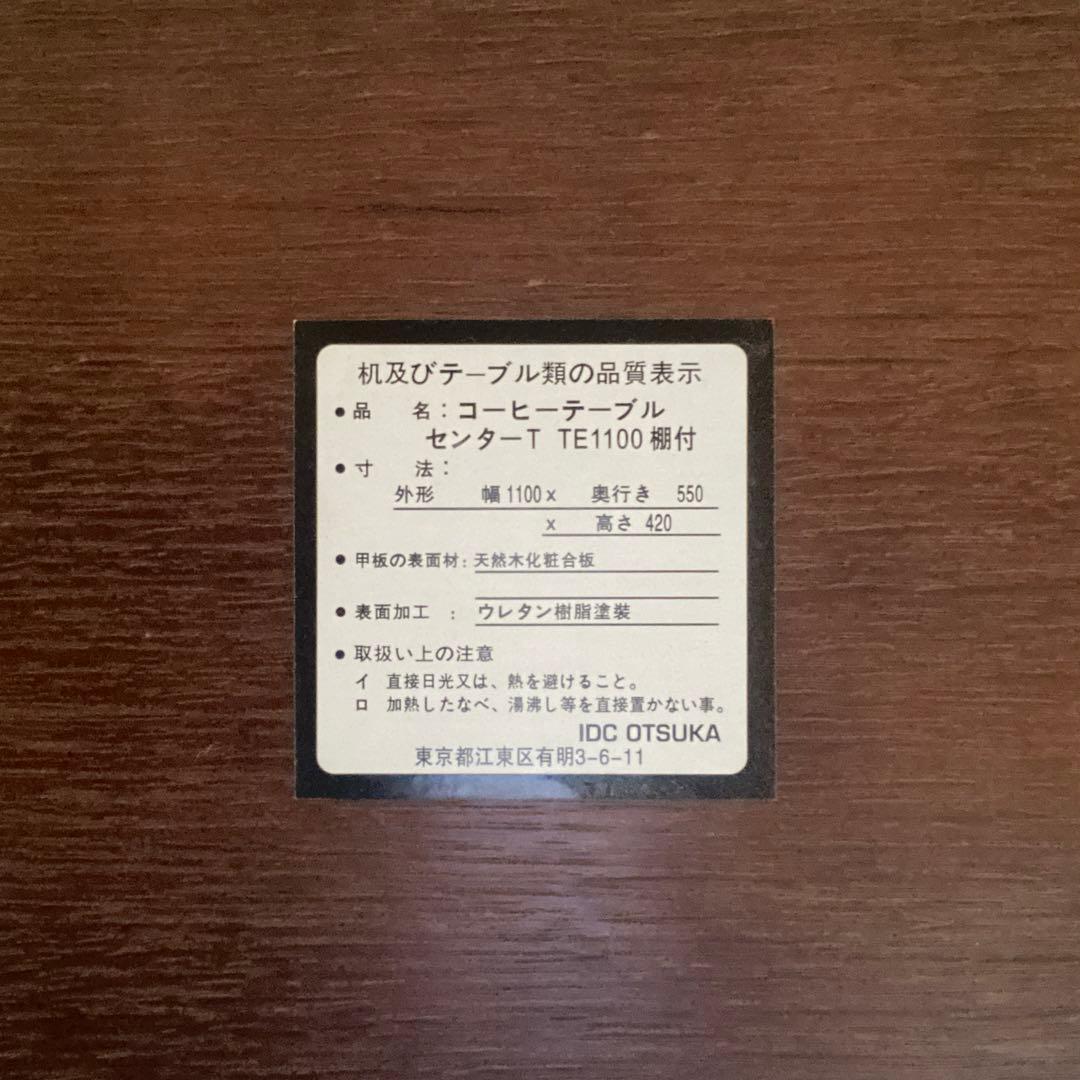 机及びテーブル類の品質表示
● 品　名：コーヒーテーブル
センターT TE1100 棚付
● 寸　法：
外形　幅 1100 x　奥行き　550
x　高さ 420
● 甲板の表面材：天然木化粧合板
● 表面加工　：　ウレタン樹脂塗装
● 取扱い上の注意
イ　直接日光又は、熱を避けること。
ロ　加熱したなべ、湯沸し等を直接置かない事。
IDC OTSUKA
東京都江東区有明3-6-11